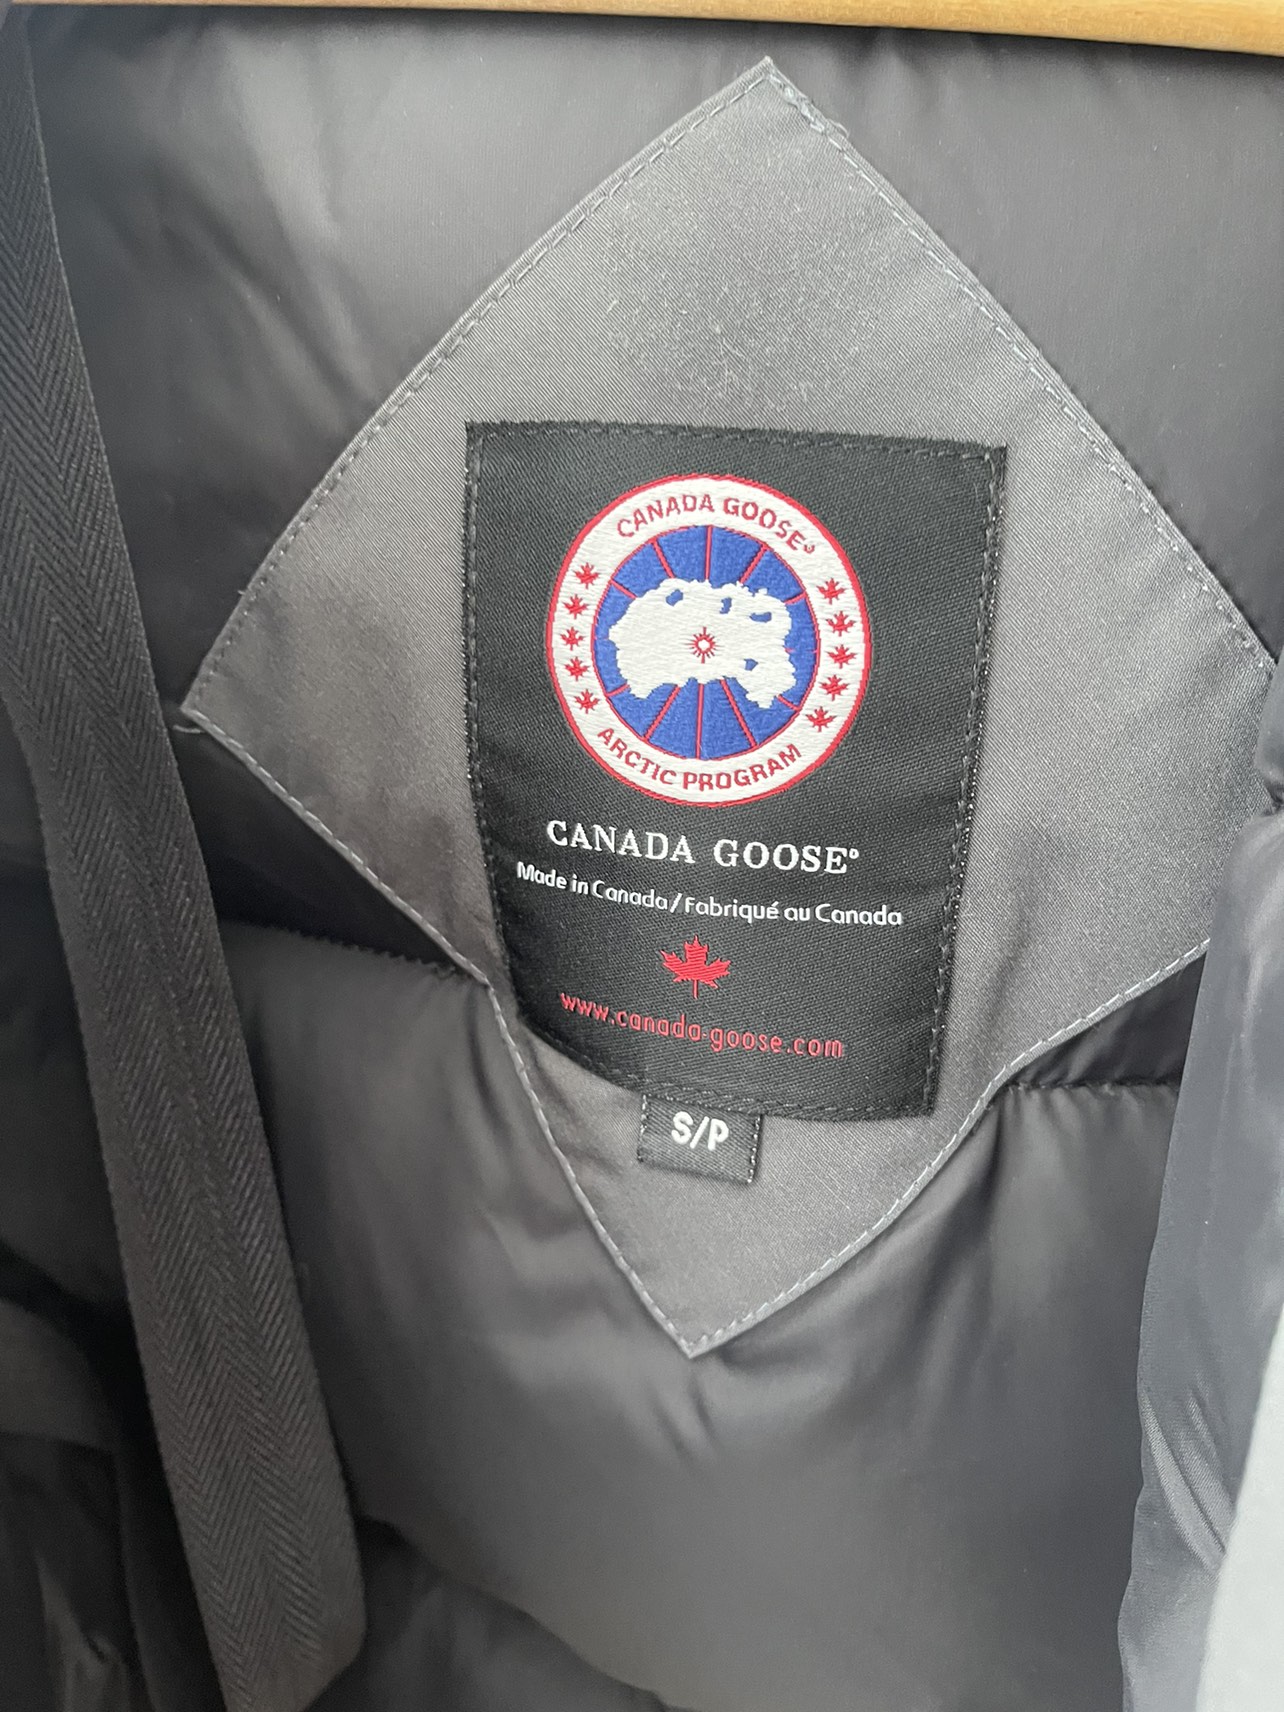 CANADA GOOSE®
ARCTIC PROGRAM
CANADA GOOSE®
Made in Canada/Fabriqué au Canada
www.canada-goose.com
S/P